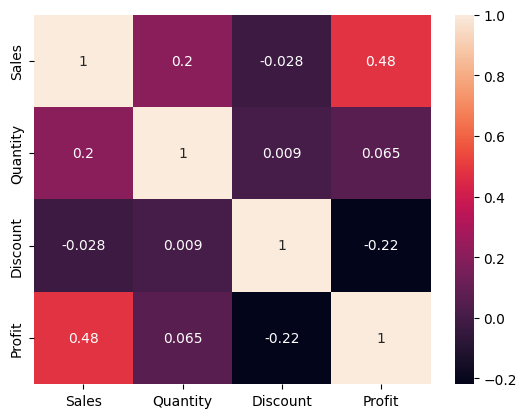 Sales 1 0.2 -0.028 0.48
Quantity 0.2 1 0.009 0.065
Discount -0.028 0.009 1 -0.22
Profit 0.48 0.065 -0.22 1
Sales Quantity Discount Profit
1.0
0.8
0.6
0.4
0.2
0.0
−0.2